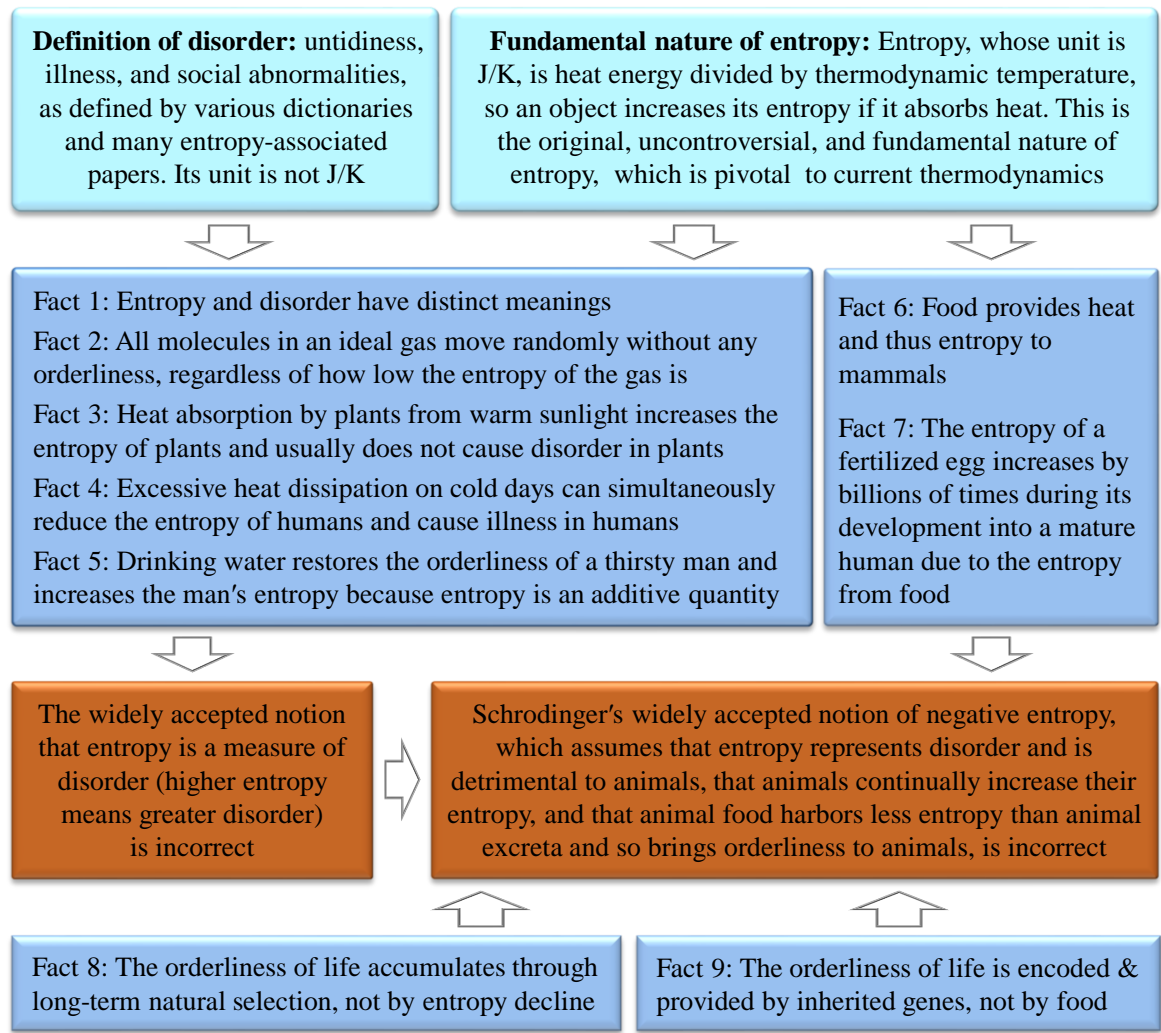 Definition of disorder: untidiness,
illness, and social abnormalities,
as defined by various dictionaries
and many entropy-associated
papers. Its unit is not J/K
Fundamental nature of entropy: Entropy, whose unit is
J/K, is heat energy divided by thermodynamic temperature,
so an object increases its entropy if it absorbs heat. This is
the original, uncontroversial, and fundamental nature of
entropy, which is pivotal to current thermodynamics
Fact 1: Entropy and disorder have distinct meanings
Fact 2: All molecules in an ideal gas move randomly without any
orderliness, regardless of how low the entropy of the gas is
Fact 3: Heat absorption by plants from warm sunlight increases the
entropy of plants and usually does not cause disorder in plants
Fact 4: Excessive heat dissipation on cold days can simultaneously
reduce the entropy of humans and cause illness in humans
Fact 5: Drinking water restores the orderliness of a thirsty man and
increases the man′s entropy because entropy is an additive quantity
Fact 6: Food provides heat
and thus entropy to
mammals
Fact 7: The entropy of a
fertilized egg increases by
billions of times during its
development into a mature
human due to the entropy
from food
The widely accepted notion
that entropy is a measure of
disorder (higher entropy
means greater disorder)
is incorrect
Schrodinger′s widely accepted notion of negative entropy,
which assumes that entropy represents disorder and is
detrimental to animals, that animals continually increase their
entropy, and that animal food harbors less entropy than animal
excreta and so brings orderliness to animals, is incorrect
Fact 8: The orderliness of life accumulates through
long-term natural selection, not by entropy decline
Fact 9: The orderliness of life is encoded &
provided by inherited genes, not by food